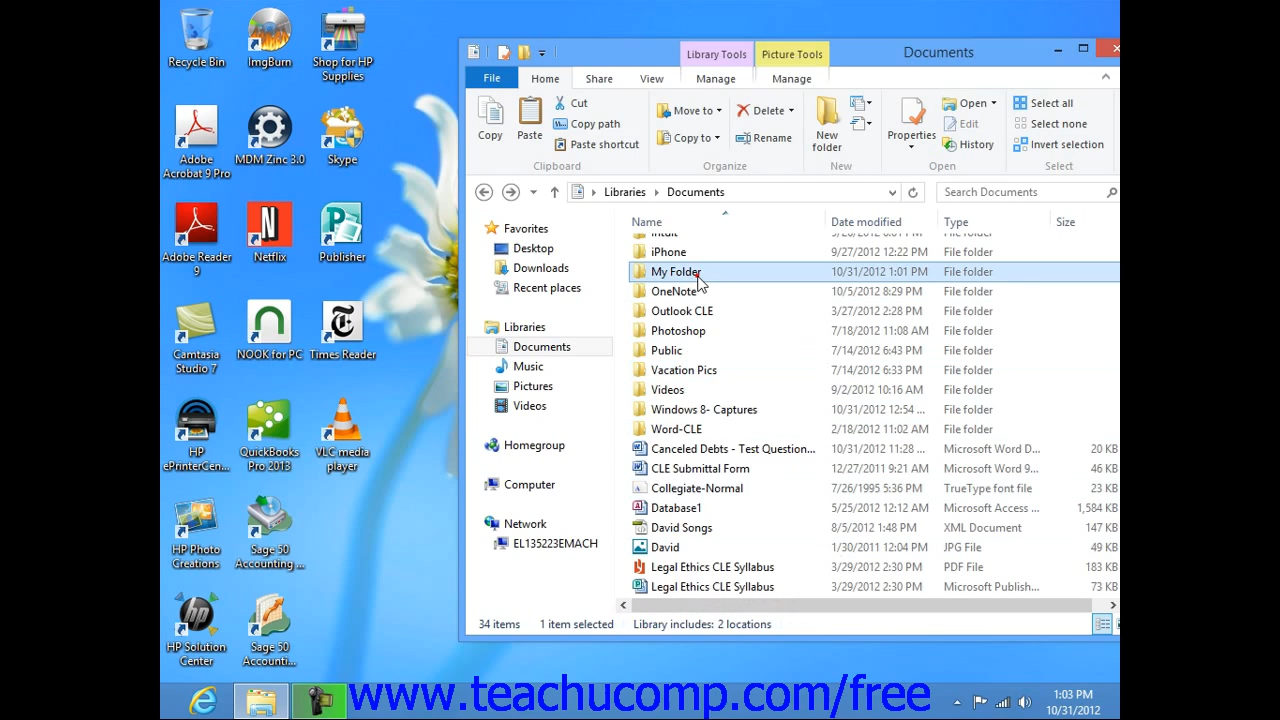 Recycle Bin
ImgBurn
Shop for HP
Supplies
Adobe
Acrobat 9 Pro
MDM Zinc 3.0
Skype
Adobe Reader
9
Netflix
Publisher
Camtasia
Studio 7
NOOK for PC
Times Reader
HP
ePrinterCen...
QuickBooks
Pro 2013
VLC media
player
HP Photo
Creations
Sage 50
Accounting ...
HP Solution
Center
Sage 50
Accounti...
Library Tools
Picture Tools
Documents
File
Home
Share
View
Manage
Manage
Copy
Paste
Cut
Copy path
Paste shortcut
Clipboard
Move to
Copy to
Delete
Rename
Organize
New
folder
New
Properties
Open
Edit
History
Open
Select all
Select none
Invert selection
Select
Libraries
Documents
Search Documents
Favorites
Desktop
Downloads
Recent places
Libraries
Documents
Music
Pictures
Videos
Homegroup
Computer
Network
EL135223EMACH
Name Date modified Type Size
iPhone 9/27/2012 12:22 PM File folder
My Folder 10/31/2012 1:01 PM File folder
OneNote 10/5/2012 8:29 PM File folder
Outlook CLE 3/27/2012 2:28 PM File folder
Photoshop 7/18/2012 11:08 AM File folder
Public 7/14/2012 6:43 PM File folder
Vacation Pics 7/14/2012 6:33 PM File folder
Videos 9/2/2012 10:16 AM File folder
Windows 8- Captures 10/31/2012 12:54 ... File folder
Word-CLE 2/18/2012 11:02 AM File folder
Canceled Debts - Test Question... 10/31/2012 11:28 ... Microsoft Word D... 20 KB
CLE Submittal Form 12/27/2011 9:21 AM Microsoft Word 9... 46 KB
Collegiate-Normal 7/26/1995 5:36 PM TrueType font file 23 KB
Database1 5/25/2012 12:12 AM Microsoft Access ... 1,584 KB
David Songs 8/5/2012 1:48 PM XML Document 147 KB
David 1/30/2011 12:04 PM JPG File 49 KB
Legal Ethics CLE Syllabus 3/29/2012 2:30 PM PDF File 183 KB
Legal Ethics CLE Syllabus 3/29/2012 2:30 PM Microsoft Publish... 73 KB
34 items 1 item selected Library includes: 2 locations
www.teachucomp.com/free
1:03 PM
10/31/2012